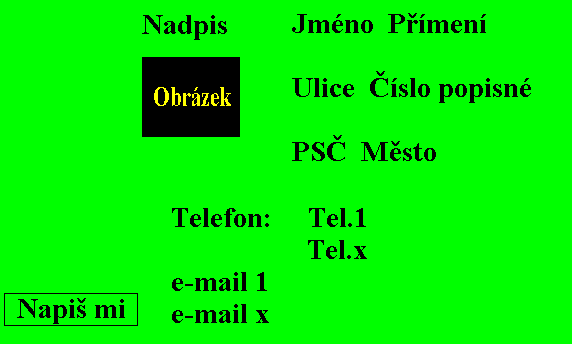 Nadpis
Jméno Přímení
Obrázek
Ulice Číslo popisné
PSČ Město
Telefon: Tel.1
Tel.x
e-mail 1
Napiš mi
e-mail x